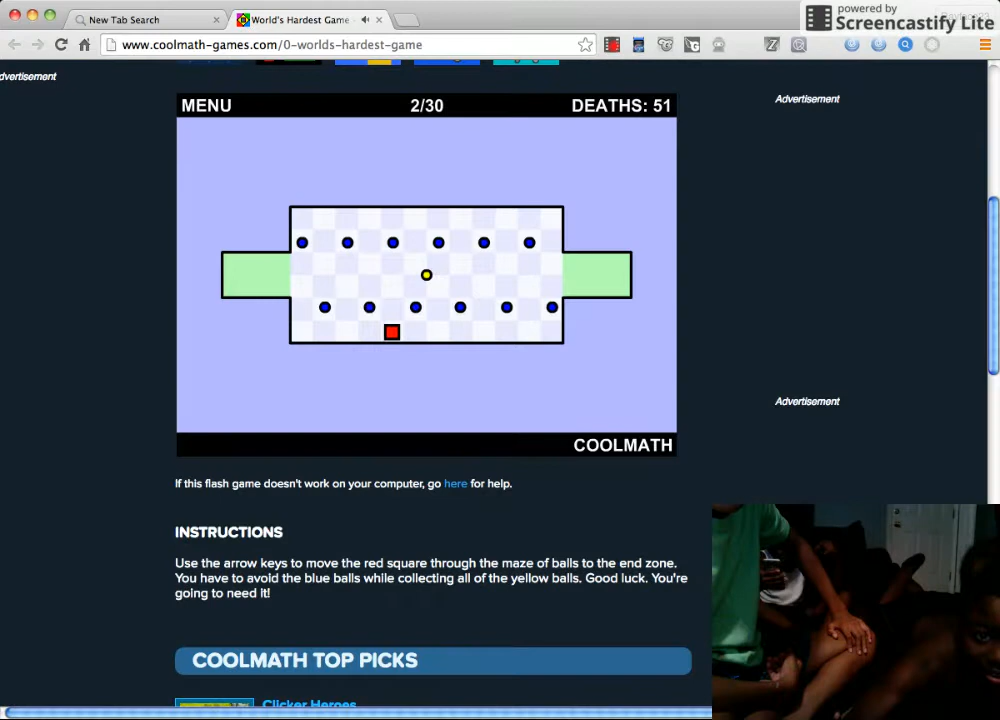 powered by
Screencastify Lite
New Tab Search
World's Hardest Game
www.coolmath-games.com/0-worlds-hardest-game
dvertisement
Advertisement
MENU 2/30 DEATHS: 51
Advertisement
COOLMATH
If this flash game doesn't work on your computer, go here for help.
INSTRUCTIONS
Use the arrow keys to move the red square through the maze of balls to the end zone.
You have to avoid the blue balls while collecting all of the yellow balls. Good luck. You're
going to need it!
COOLMATH TOP PICKS
Clicker Heroes